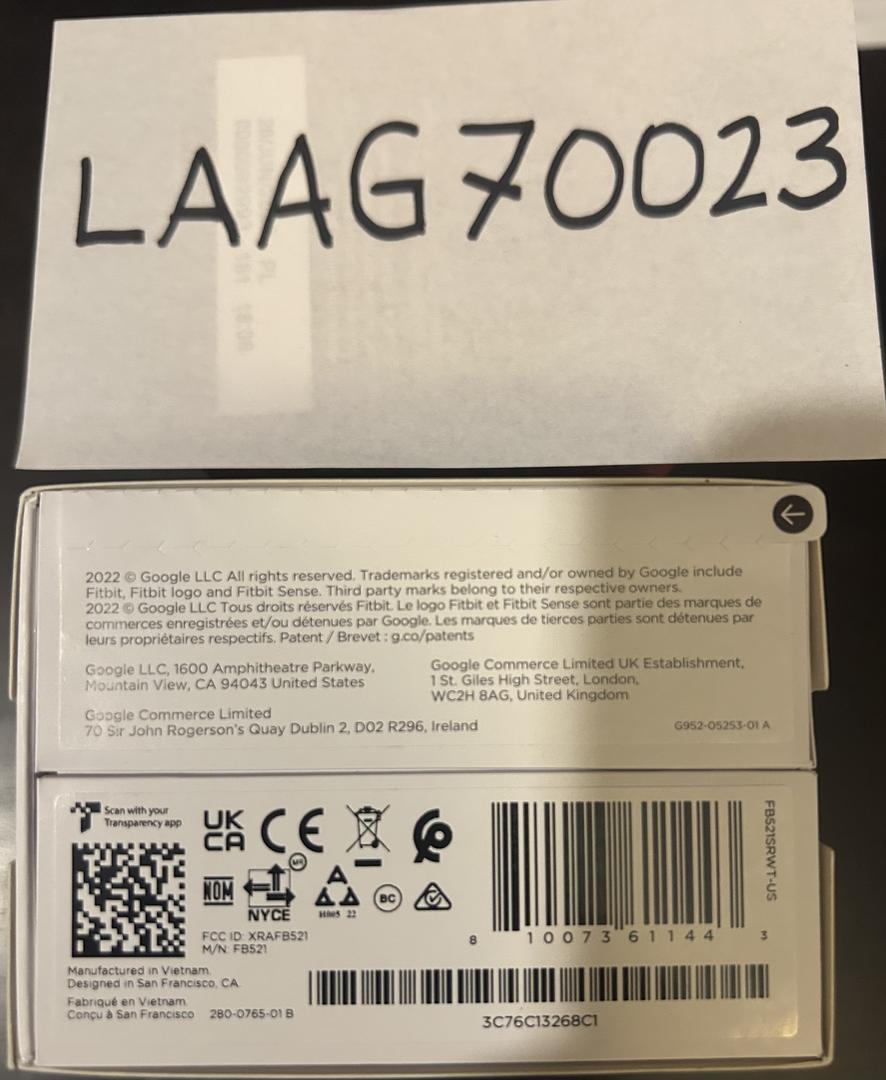 LAAG70023
2022 © Google LLC All rights reserved. Trademarks registered and/or owned by Google include
Fitbit, Fitbit logo and Fitbit Sense. Third party marks belong to their respective owners.
2022 © Google LLC Tous droits réservés Fitbit. Le logo Fitbit et Fitbit Sense sont partie des marques de
commerces enregistrées et/ou détenues par Google. Les marques de tierces parties sont détenues par
leurs propriétaires respectifs. Patent / Brevet : g.co/patents
Google LLC, 1600 Amphitheatre Parkway,
Mountain View, CA 94043 United States
Google Commerce Limited UK Establishment,
1 St. Giles High Street, London,
WC2H 8AG, United Kingdom
Google Commerce Limited
70 Sir John Rogerson's Quay Dublin 2, D02 R296, Ireland
G952-05253-01 A
Scan with your
Transparency app
UK
CA
CE
NOM
NYCE
MR
A
22
BC
FCC ID: XRAFB521
M/N: FB521
Manufactured in Vietnam.
Designed in San Francisco, CA.
Fabriqué en Vietnam
Conçu à San Francisco
280-0765-01 B
8 10073 61144 3
FB521SRWT-US
3C76C13268C1